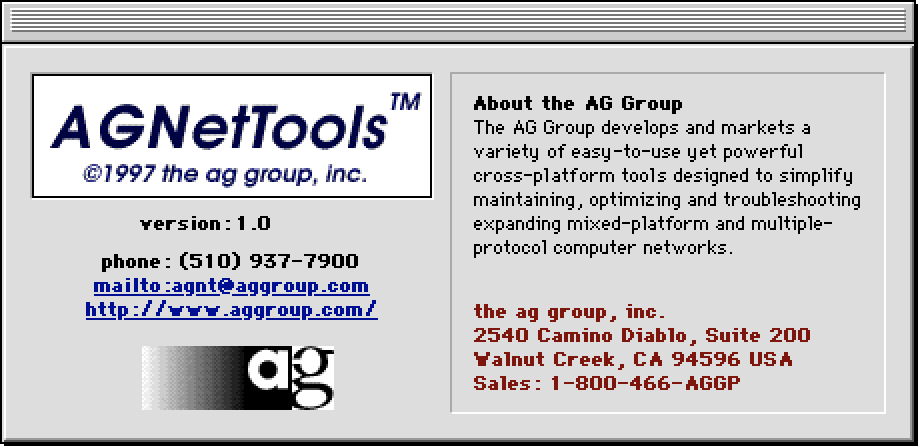 AGNetTools™
©1997 the ag group, inc.
version: 1.0
phone: (510) 937-7900
mailto:agnt@aggroup.com
http://www.aggroup.com/
ag
About the AG Group
The AG Group develops and markets a
variety of easy-to-use yet powerful
cross-platform tools designed to simplify
maintaining, optimizing and troubleshooting
expanding mixed-platform and multiple-
protocol computer networks.
the ag group, inc.
2540 Camino Diablo, Suite 200
Walnut Creek, CA 94596 USA
Sales: 1-800-466-AGGP